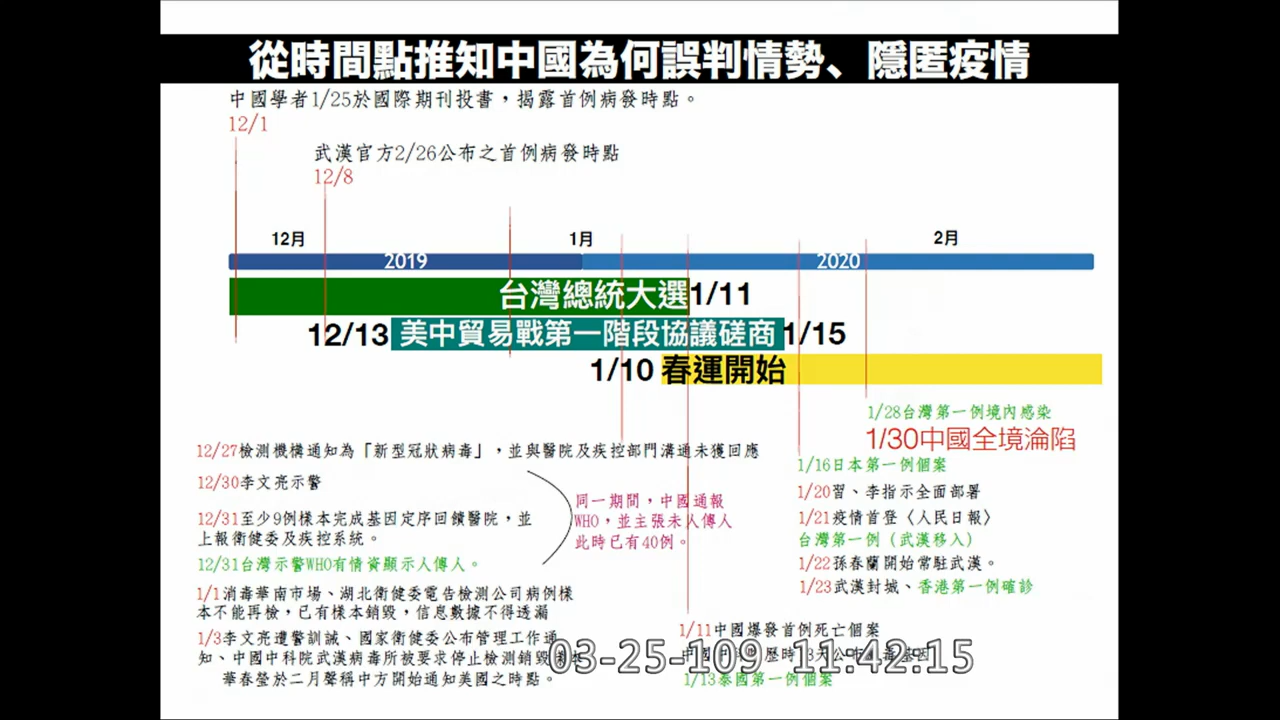 從時間點推知中國為何誤判情勢、隱匿疫情
中國學者1/25於國際期刊投書，揭露首例病發時點。
12/1
武漢官方2/26公布之首例病發時點
12/8
12月
1月
2月
2019
2020
台灣總統大選1/11
12/13 美中貿易戰第一階段協議磋商 1/15
1/10 春運開始
1/28台灣第一例境內感染
1/30中國全境淪陷
1/16日本第一例個案
1/20習、李指示全面部署
1/21疫情首登〈人民日報〉
台灣第一例（武漢移入）
1/22孫春蘭開始常駐武漢。
1/23武漢封城、香港第一例確診
12/27檢測機構通知為「新型冠狀病毒」，並與醫院及疾控部門溝通未獲回應
12/30李文亮示警
12/31至少9例樣本完成基因定序回饋醫院，並
上報衛健委及疾控系統。
12/31台灣示警WHO有情資顯示人傳人。
同一期間，中國通報
WHO，並主張未人傳人
此時已有40例。
1/1消毒華南市場、湖北衛健委電告檢測公司病例樣
本不能再檢，已有樣本銷毀，信息數據不得透漏
1/3李文亮遭警訓誡、國家衛健委公布管理工作通
知、中國中科院武漢病毒所被要求停止檢測銷毀
華春瑩於二月聲稱中方開始通知美國之時點。
1/11中國爆發首例死亡個案
1/13泰國第一例個案
03-25-109 11:42:15